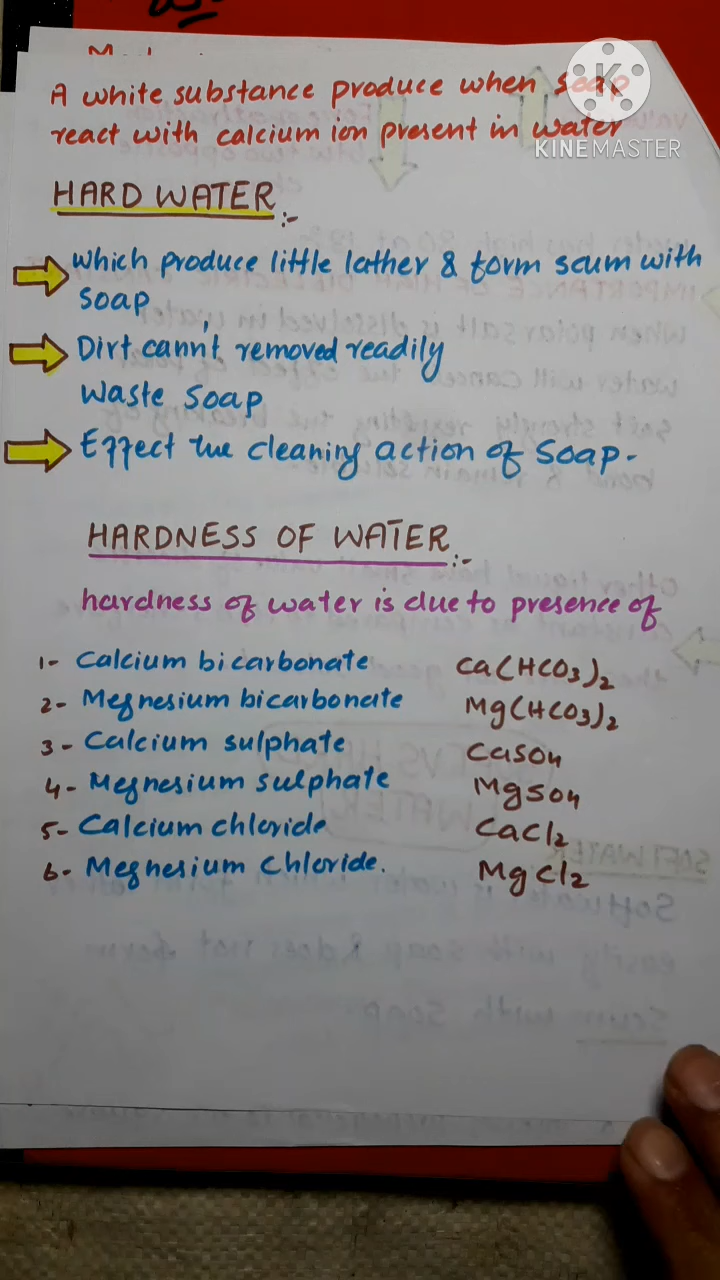 A white substance produce when soap
react with calcium ion present in water
KINEMASTER
HARD WATER:-
which produce little lather & form scum with
soap
Dirt cann't removed readily
Waste soap
Effect the cleaning action of soap-
HARDNESS OF WATER:-
hardness of water is due to presence of
1- Calcium bicarbonate Ca(HCO3)2
2- Megnesium bicarbonate Mg(HCO3)2
3- Calcium sulphate CaSO4
4- Megnesium sulphate MgSO4
5- Calcium chloride CaCl2
6- Megnesium Chloride. MgCl2